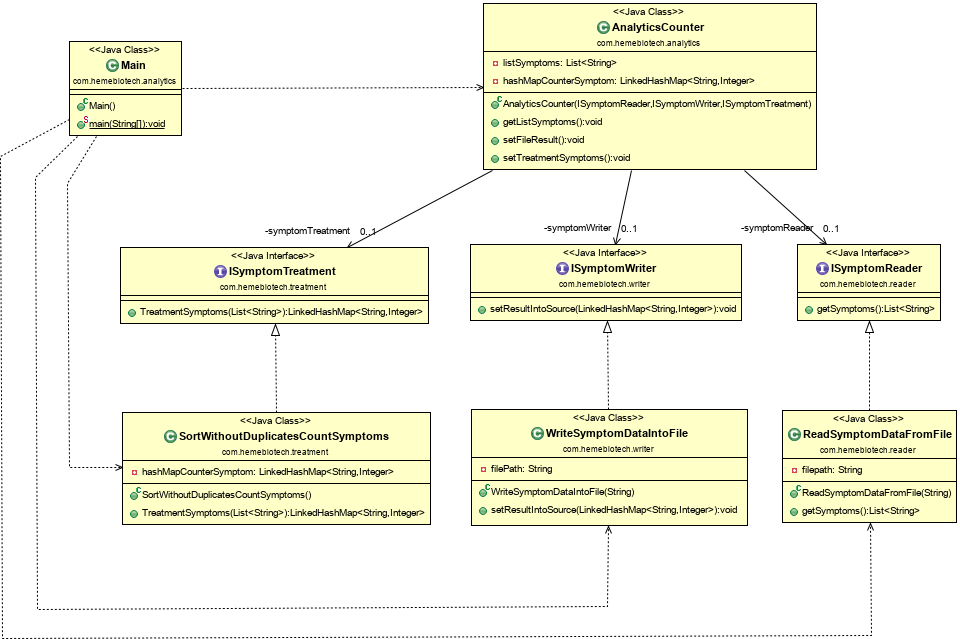 <<Java Class>>
Main
com.hemebiotech.analytics
Main()
main(String[]):void
<<Java Class>>
AnalyticsCounter
com.hemebiotech.analytics
listSymptoms: List<String>
hashMapCounterSymptom: LinkedHashMap<String,Integer>
AnalyticsCounter(ISymptomReader,ISymptomWriter,ISymptomTreatment)
getListSymptoms():void
setFileResult():void
setTreatmentSymptoms():void
-symptomTreatment 0..1
-symptomWriter 0..1
-symptomReader 0..1
<<Java Interface>>
ISymptomTreatment
com.hemebiotech.treatment
TreatmentSymptoms(List<String>):LinkedHashMap<String,Integer>
<<Java Interface>>
ISymptomWriter
com.hemebiotech.writer
setResultIntoSource(LinkedHashMap<String,Integer>):void
<<Java Interface>>
ISymptomReader
com.hemebiotech.reader
getSymptoms():List<String>
<<Java Class>>
SortWithoutDuplicatesCountSymptoms
com.hemebiotech.treatment
hashMapCounterSymptom: LinkedHashMap<String,Integer>
SortWithoutDuplicatesCountSymptoms()
TreatmentSymptoms(List<String>):LinkedHashMap<String,Integer>
<<Java Class>>
WriteSymptomDataIntoFile
com.hemebiotech.writer
filePath: String
WriteSymptomDataIntoFile(String)
setResultIntoSource(LinkedHashMap<String,Integer>):void
<<Java Class>>
ReadSymptomDataFromFile
com.hemebiotech.reader
filepath: String
ReadSymptomDataFromFile(String)
getSymptoms():List<String>